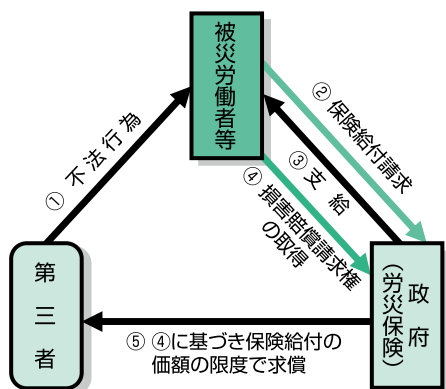 被災労働者等
① 不法行為
② 保険給付請求
③ 支給
④ 損害賠償請求権
の取得
第三者
政府
(労災保険)
⑤ ④に基づき保険給付の
価額の限度で求償